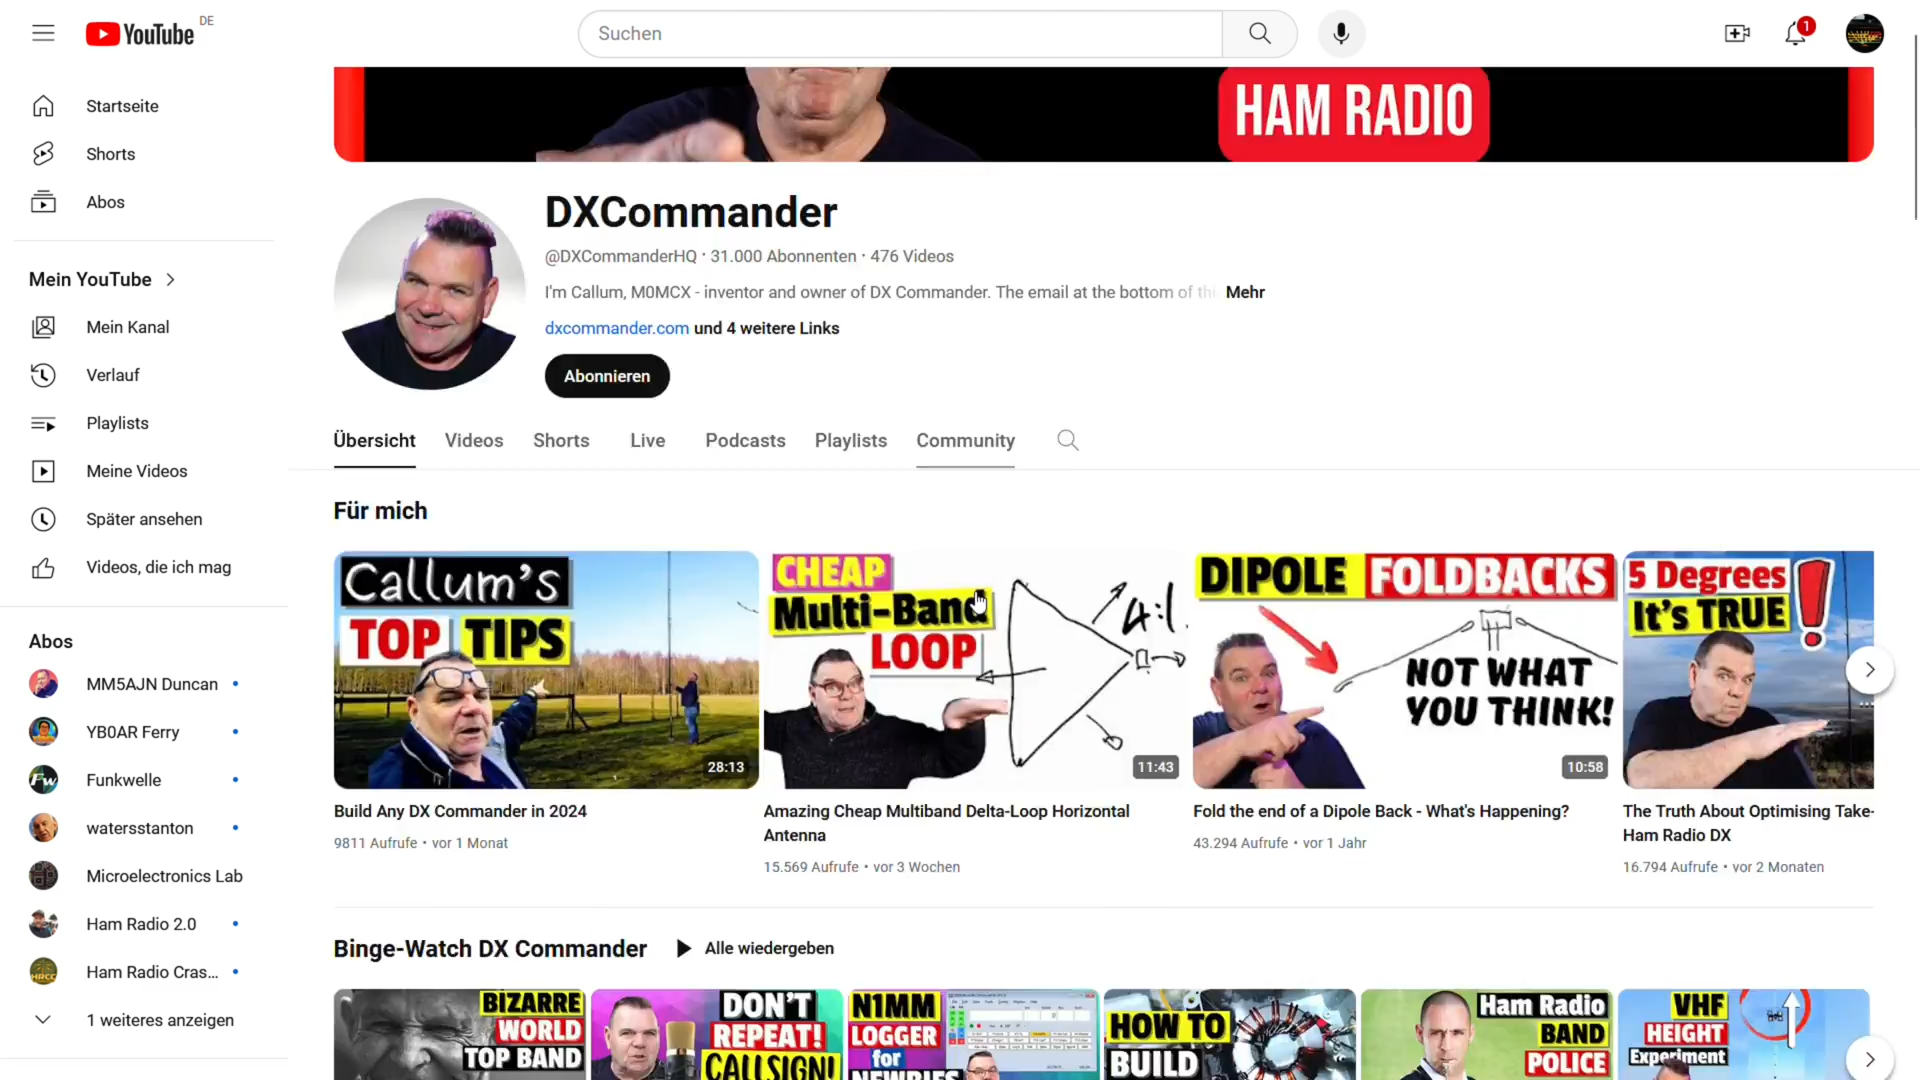 YouTube
DE
Suchen
1
Startseite
Shorts
Abos
Mein YouTube
Mein Kanal
Verlauf
Playlists
Meine Videos
Später ansehen
Videos, die ich mag
Abos
MM5AJN Duncan
YB0AR Ferry
Funkwelle
watersstanton
Microelectronics Lab
Ham Radio 2.0
Ham Radio Cras...
1 weiteres anzeigen
HAM RADIO
DXCommander
@DXCommanderHQ · 31.000 Abonnenten · 476 Videos
I'm Callum, M0MCX - inventor and owner of DX Commander. The email at the bottom of thi Mehr
dxcommander.com und 4 weitere Links
Abonnieren
Übersicht
Videos
Shorts
Live
Podcasts
Playlists
Community
Für mich
Callum's
TOP TIPS
28:13
Build Any DX Commander in 2024
9811 Aufrufe • vor 1 Monat
CHEAP
Multi-Band
LOOP
4:1
11:43
Amazing Cheap Multiband Delta-Loop Horizontal
Antenna
15.569 Aufrufe • vor 3 Wochen
DIPOLE FOLDBACKS
NOT WHAT
YOU THINK!
10:58
Fold the end of a Dipole Back - What's Happening?
43.294 Aufrufe • vor 1 Jahr
5 Degrees
It's TRUE
!
The Truth About Optimising Take-
Ham Radio DX
16.794 Aufrufe • vor 2 Monaten
Binge-Watch DX Commander
Alle wiedergeben
BIZARRE
WORLD
TOP BAND
DON'T
REPEAT!
CALLSIGN!
N1MM
LOGGER
for
NEWBIES
HOW TO
BUILD
Ham Radio
BAND
POLICE
VHF
HEIGHT
Experiment